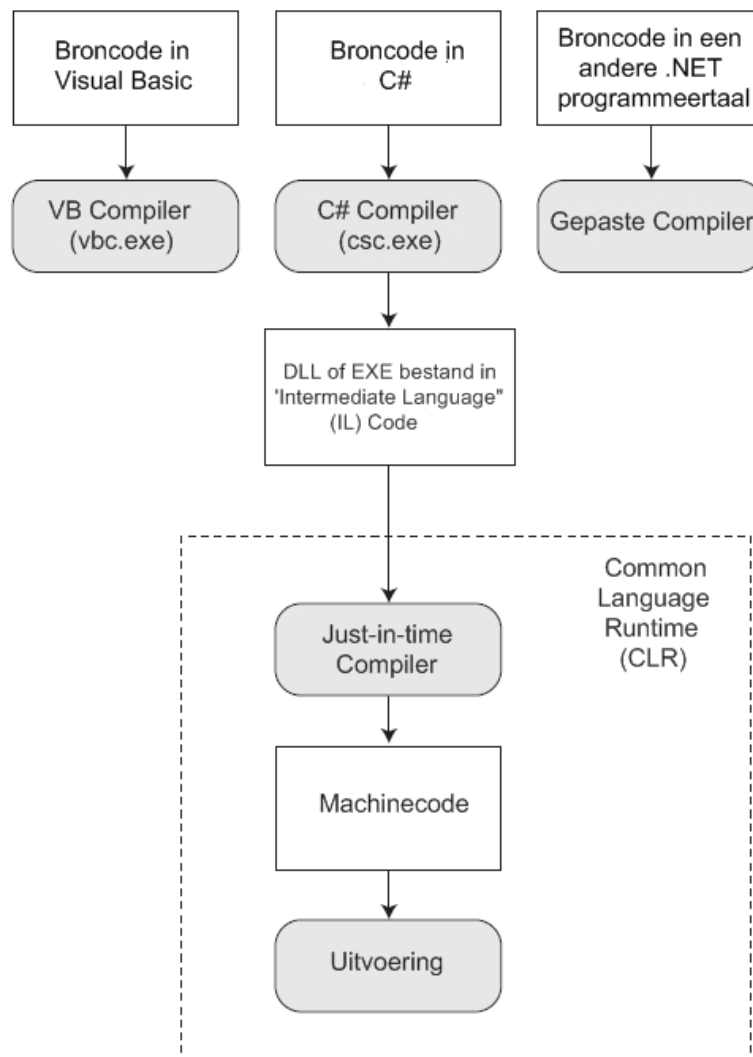 Broncode in
Visual Basic
Broncode in
C#
Broncode in een
andere .NET
programmeertaal
VB Compiler
(vbc.exe)
C# Compiler
(csc.exe)
Gepaste Compiler
DLL of EXE bestand in
'Intermediate Language"
(IL) Code
Common
Language
Runtime
(CLR)
Just-in-time
Compiler
Machinecode
Uitvoering